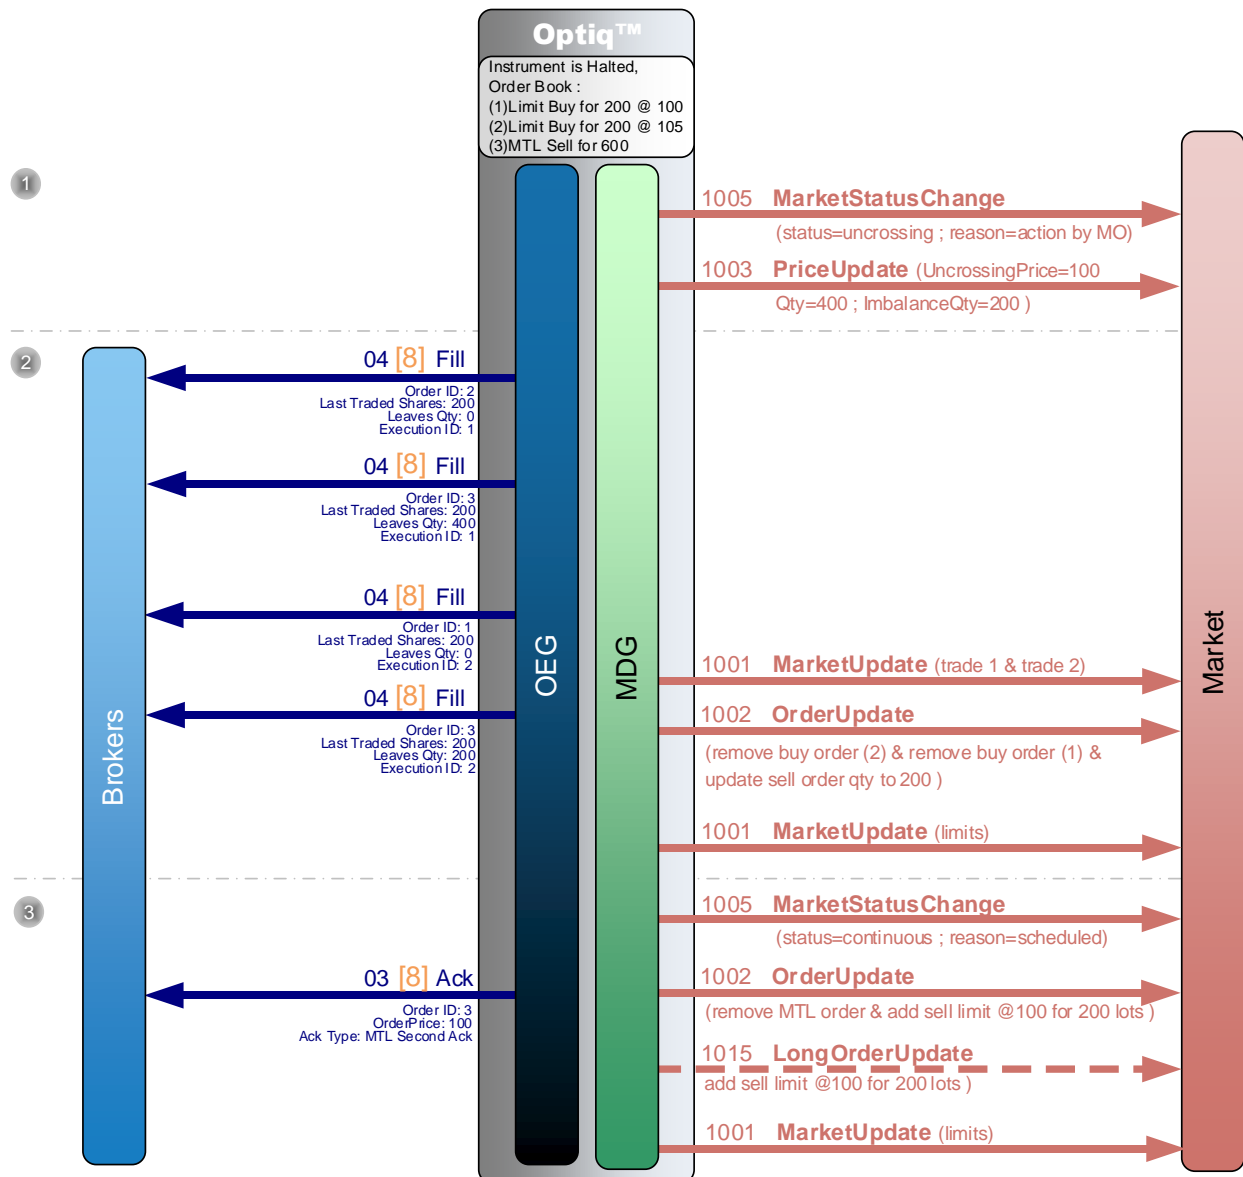 Optiq™
Instrument is Halted,
Order Book :
(1)Limit Buy for 200 @ 100
(2)Limit Buy for 200 @ 105
(3)MTL Sell for 600
1
1005 MarketStatusChange
(status=uncrossing ; reason=action by MO)
1003 PriceUpdate (UncrossingPrice=100
Qty=400 ; ImbalanceQty=200 )
2
04 [8] Fill
Order ID: 2
Last Traded Shares: 200
Leaves Qty: 0
Execution ID: 1
04 [8] Fill
Order ID: 3
Last Traded Shares: 200
Leaves Qty: 400
Execution ID: 1
04 [8] Fill
Order ID: 1
Last Traded Shares: 200
Leaves Qty: 0
Execution ID: 2
04 [8] Fill
Order ID: 3
Last Traded Shares: 200
Leaves Qty: 200
Execution ID: 2
Brokers
OEG
MDG
Market
1001 MarketUpdate (trade 1 & trade 2)
1002 OrderUpdate
(remove buy order (2) & remove buy order (1) &
update sell order qty to 200 )
1001 MarketUpdate (limits)
3
1005 MarketStatusChange
(status=continuous ; reason=scheduled)
03 [8] Ack
Order ID: 3
OrderPrice: 100
Ack Type: MTL Second Ack
1002 OrderUpdate
(remove MTL order & add sell limit @100 for 200 lots )
1015 LongOrderUpdate
add sell limit @100 for 200 lots )
1001 MarketUpdate (limits)